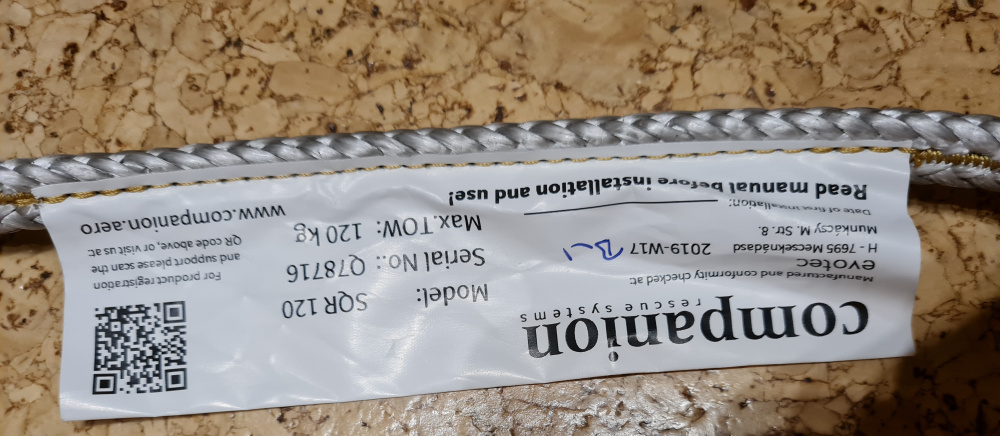 companion
rescue systems
Manufactured and conformity checked at:
evotec
H - 7695 Mecseknádasd
Munkácsy M. Str. 8.
2019-W17
Date of first installation:
Read manual before installation and use!
Model: SQR 120
Serial No.: Q78716
Max.TOW: 120 kg
For product registration
and support please scan the
QR code above, or visit us at:
www.companion.aero